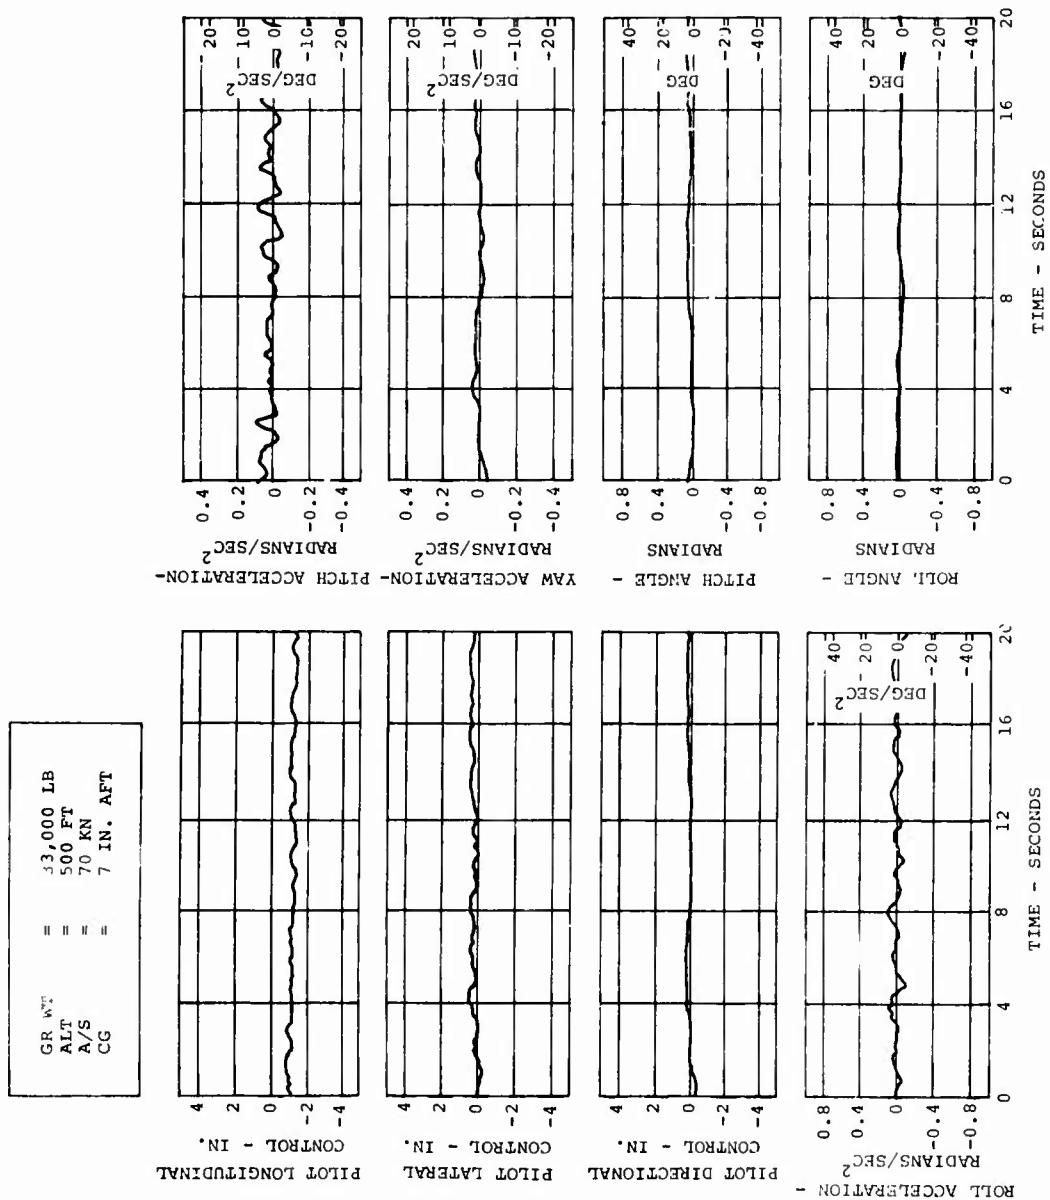 GR WT = 33,000 LB
ALT = 500 FT
A/S = 70 KN
CG = 7 IN. AFT
PILOT LONGITUDINAL
CONTROL - IN.
4
2
0
-2
-4
PILOT LATERAL
CONTROL - IN.
4
2
0
-2
-4
PILOT DIRECTIONAL
CONTROL - IN.
4
2
0
-2
-4
ROLL ACCELERATION -
RADIANS/SEC²
0.8
0.4
0
-0.4
-0.8
40
20
0
-20
-40
DEG/SEC²
0 4 8 12 16 20
TIME - SECONDS
PITCH ACCELERATION-
RADIANS/SEC²
0.4
0.2
0
-0.2
-0.4
20
10
0
-10
-20
DEG/SEC²
YAW ACCELERATION-
RADIANS/SEC²
0.4
0.2
0
-0.2
-0.4
20
10
0
-10
-20
DEG/SEC²
PITCH ANGLE -
RADIANS
0.8
0.4
0
-0.4
-0.8
40
20
0
-20
-40
DEG
ROLL ANGLE -
RADIANS
0.8
0.4
0
-0.4
-0.8
40
20
0
-20
-40
DEG
0 4 8 12 16 20
TIME - SECONDS